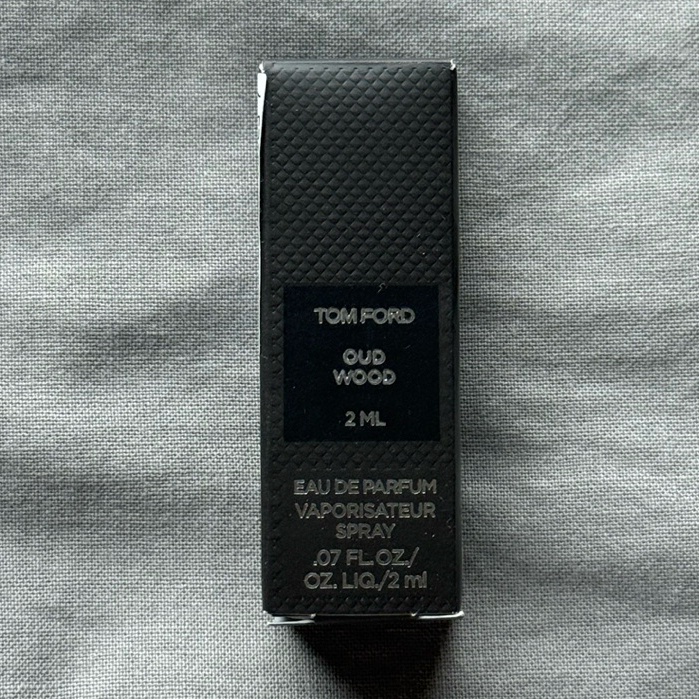 TOM FORD
OUD
WOOD
2 ML
EAU DE PARFUM
VAPORISATEUR
SPRAY
.07 FL.OZ./
OZ. LIQ./2 ml